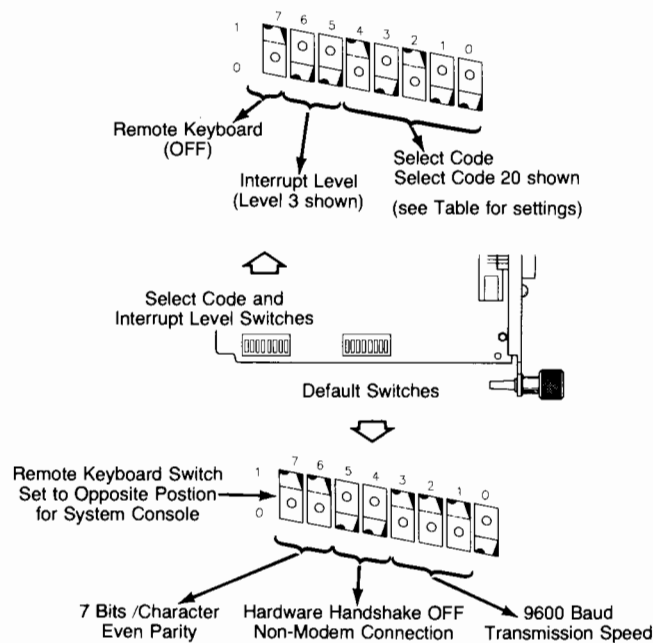 7 6 5 4 3 2 1 0
1
0
Remote Keyboard
(OFF)
Interrupt Level
(Level 3 shown)
Select Code
Select Code 20 shown
(see Table for settings)
Select Code and
Interrupt Level Switches
Default Switches
7 6 5 4 3 2 1 0
Remote Keyboard Switch
Set to Opposite Postion
for System Console
1
0
7 Bits /Character
Even Parity
Hardware Handshake OFF
Non-Modem Connection
9600 Baud
Transmission Speed